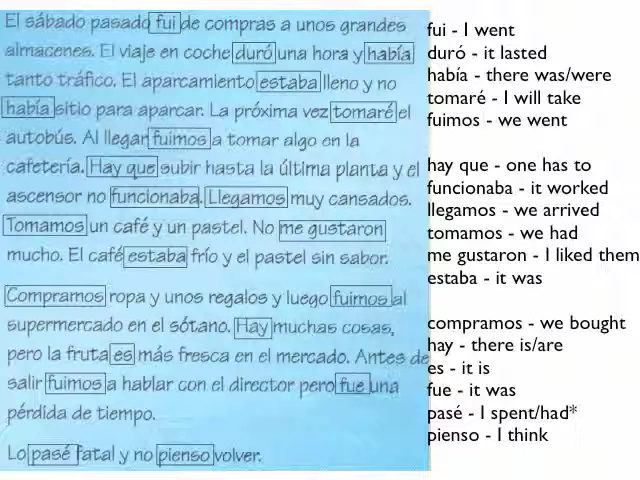 El sábado pasado fui de compras a unos grandes
almacenes. El viaje en coche duró una hora y había
tanto tráfico. El aparcamiento estaba lleno y no
había sitio para aparcar. La próxima vez tomaré el
autobús. Al llegar fuimos a tomar algo en la
cafetería. Hay que subir hasta la última planta y el
ascensor no funcionaba. Llegamos muy cansados.
Tomamos un café y un pastel. No me gustaron
mucho. El café estaba frío y el pastel sin sabor.
Compramos ropa y unos regalos y luego fuimos al
supermercado en el sótano. Hay muchas cosas,
pero la fruta es más fresca en el mercado. Antes de
salir fuimos a hablar con el director pero fue una
pérdida de tiempo.
Lo pasé fatal y no pienso volver.
fui - I went
duró - it lasted
había - there was/were
tomaré - I will take
fuimos - we went
hay que - one has to
funcionaba - it worked
llegamos - we arrived
tomamos - we had
me gustaron - I liked them
estaba - it was
compramos - we bought
hay - there is/are
es - it is
fue - it was
pasé - I spent/had*
pienso - I think